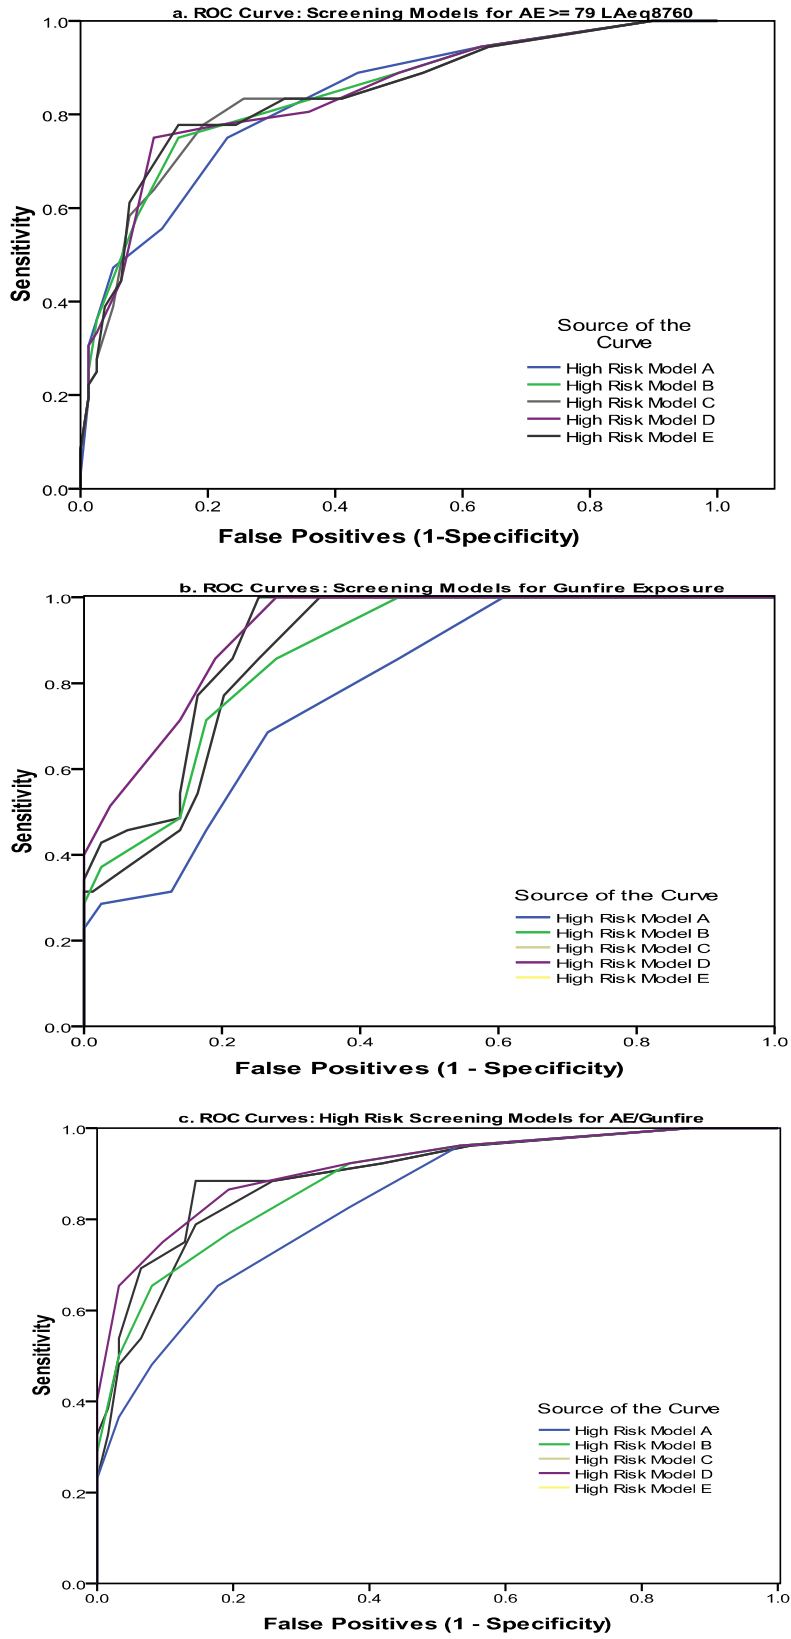 a. ROC Curve: Screening Models for AE >= 79 LAeq8760
1.0
0.8
0.6
0.4
0.2
0.0
Sensitivity
0.0 0.2 0.4 0.6 0.8 1.0
False Positives (1-Specificity)
Source of the
Curve
High Risk Model A
High Risk Model B
High Risk Model C
High Risk Model D
High Risk Model E
b. ROC Curves: Screening Models for Gunfire Exposure
1.0
0.8
0.6
0.4
0.2
0.0
Sensitivity
0.0 0.2 0.4 0.6 0.8 1.0
False Positives (1 - Specificity)
Source of the Curve
High Risk Model A
High Risk Model B
High Risk Model C
High Risk Model D
High Risk Model E
c. ROC Curves: High Risk Screening Models for AE/Gunfire
1.0
0.8
0.6
0.4
0.2
0.0
Sensitivity
0.0 0.2 0.4 0.6 0.8 1.0
False Positives (1 - Specificity)
Source of the Curve
High Risk Model A
High Risk Model B
High Risk Model C
High Risk Model D
High Risk Model E